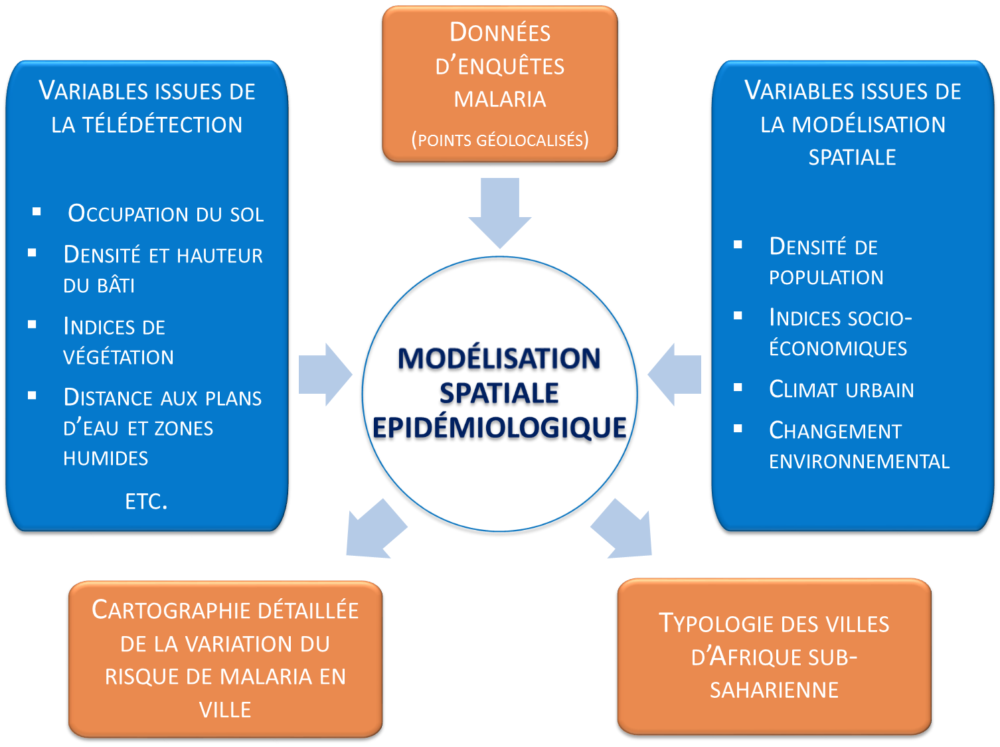 Données
d'enquêtes
malaria
(points géolocalisés)
Variables issues de
la télédétection
▪ Occupation du sol
▪ Densité et hauteur
du bâti
▪ Indices de
végétation
▪ Distance aux plans
d'eau et zones
humides
etc.
Variables issues de
la modélisation
spatiale
▪ Densité de
population
▪ Indices socio-
économiques
▪ Climat urbain
▪ Changement
environnemental
MODÉLISATION
SPATIALE
EPIDÉMIOLOGIQUE
Cartographie détaillée
de la variation du
risque de malaria en
ville
Typologie des villes
d'Afrique sub-
saharienne